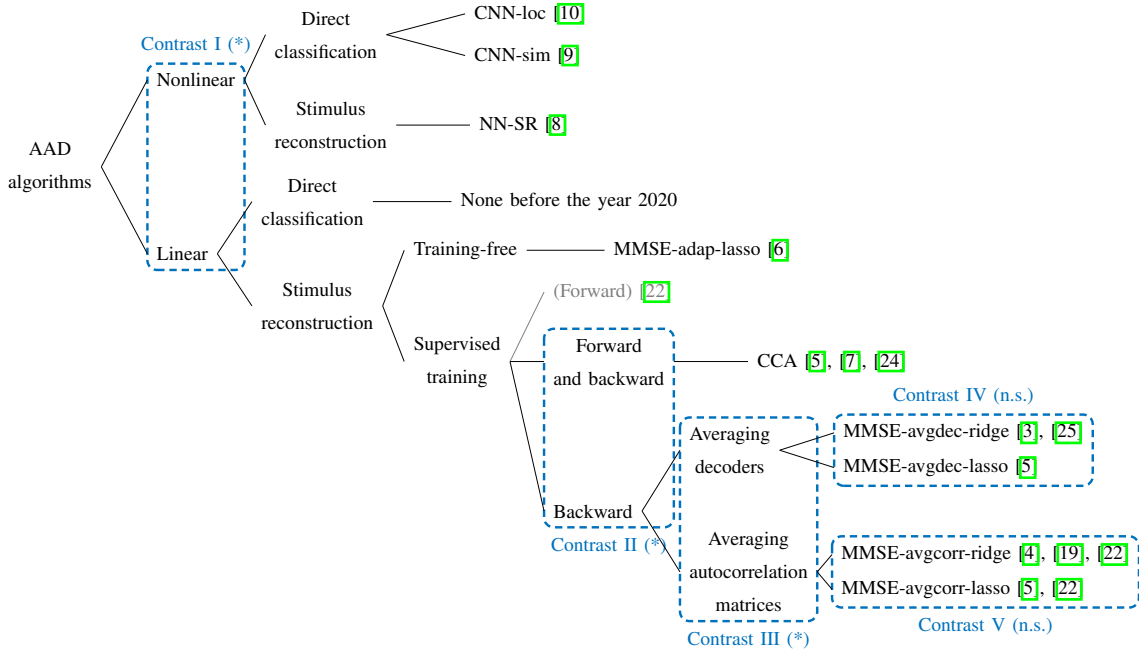 Direct
classification
CNN-loc [10]
CNN-sim [9]
Contrast I (*)
Nonlinear
Stimulus
reconstruction
NN-SR [8]
AAD
algorithms
Direct
classification
None before the year 2020
Linear
Training-free
MMSE-adap-lasso [6]
Stimulus
reconstruction
(Forward) [22]
Supervised
training
Forward
and backward
CCA [5], [7], [24]
Contrast IV (n.s.)
Averaging
decoders
MMSE-avgdec-ridge [3], [25]
MMSE-avgdec-lasso [5]
Backward
Contrast II (*)
Averaging
autocorrelation
matrices
MMSE-avgcorr-ridge [4], [19], [22]
MMSE-avgcorr-lasso [5], [22]
Contrast III (*)
Contrast V (n.s.)